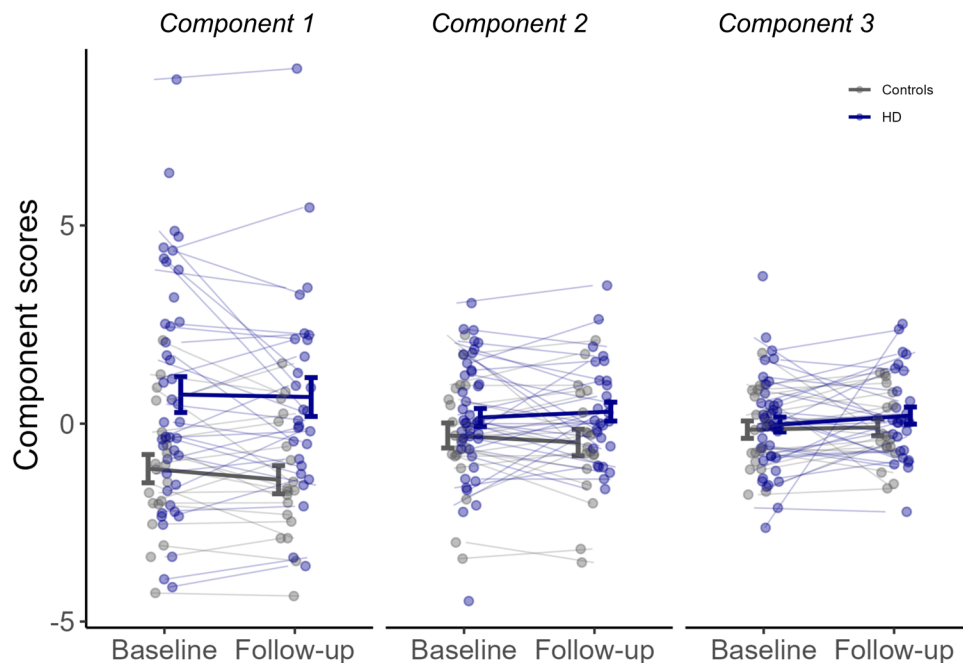 Component 1 Component 2 Component 3
Controls
HD
Component scores
5
0
-5
Baseline Follow-up Baseline Follow-up Baseline Follow-up